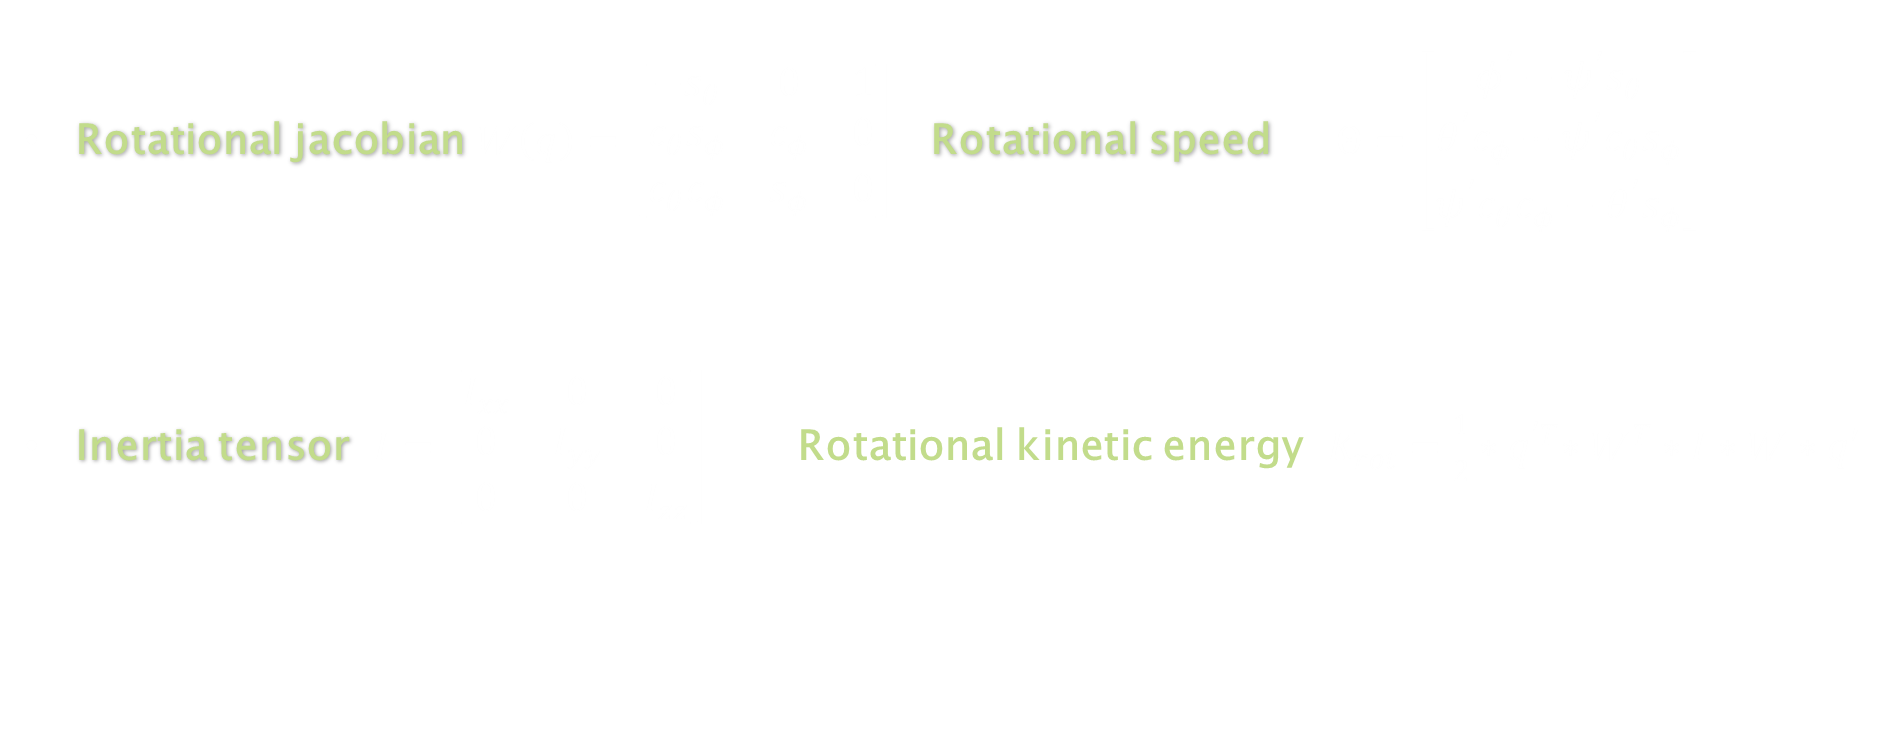 Rotational jacobian
Rotational speed
Inertia tensor
Rotational kinetic energy